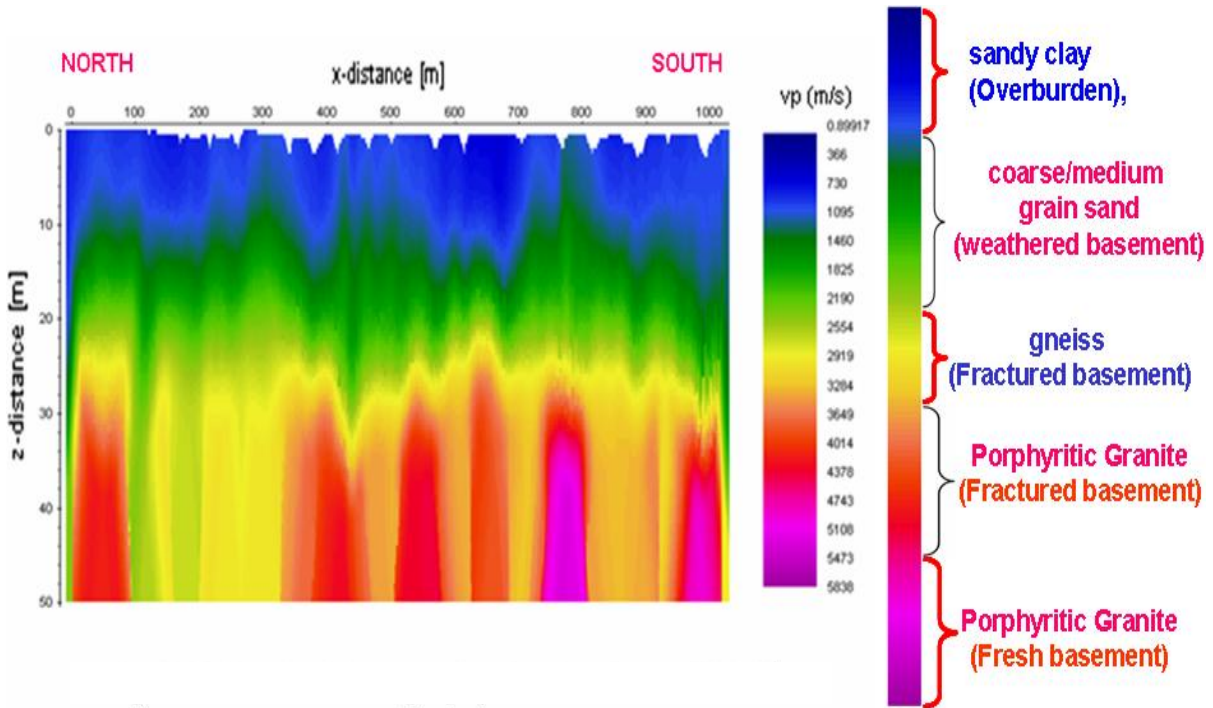 NORTH
SOUTH
x-distance [m]
0 100 200 300 400 500 600 700 800 900 1000
z-distance [m]
0
10
20
30
40
50
vp (m/s)
0.89917
366
730
1095
1460
1825
2190
2554
2919
3284
3649
4014
4378
4743
5108
5473
5838
sandy clay
(Overburden),
coarse/medium
grain sand
(weathered basement)
gneiss
(Fractured basement)
Porphyritic Granite
(Fractured basement)
Porphyritic Granite
(Fresh basement)